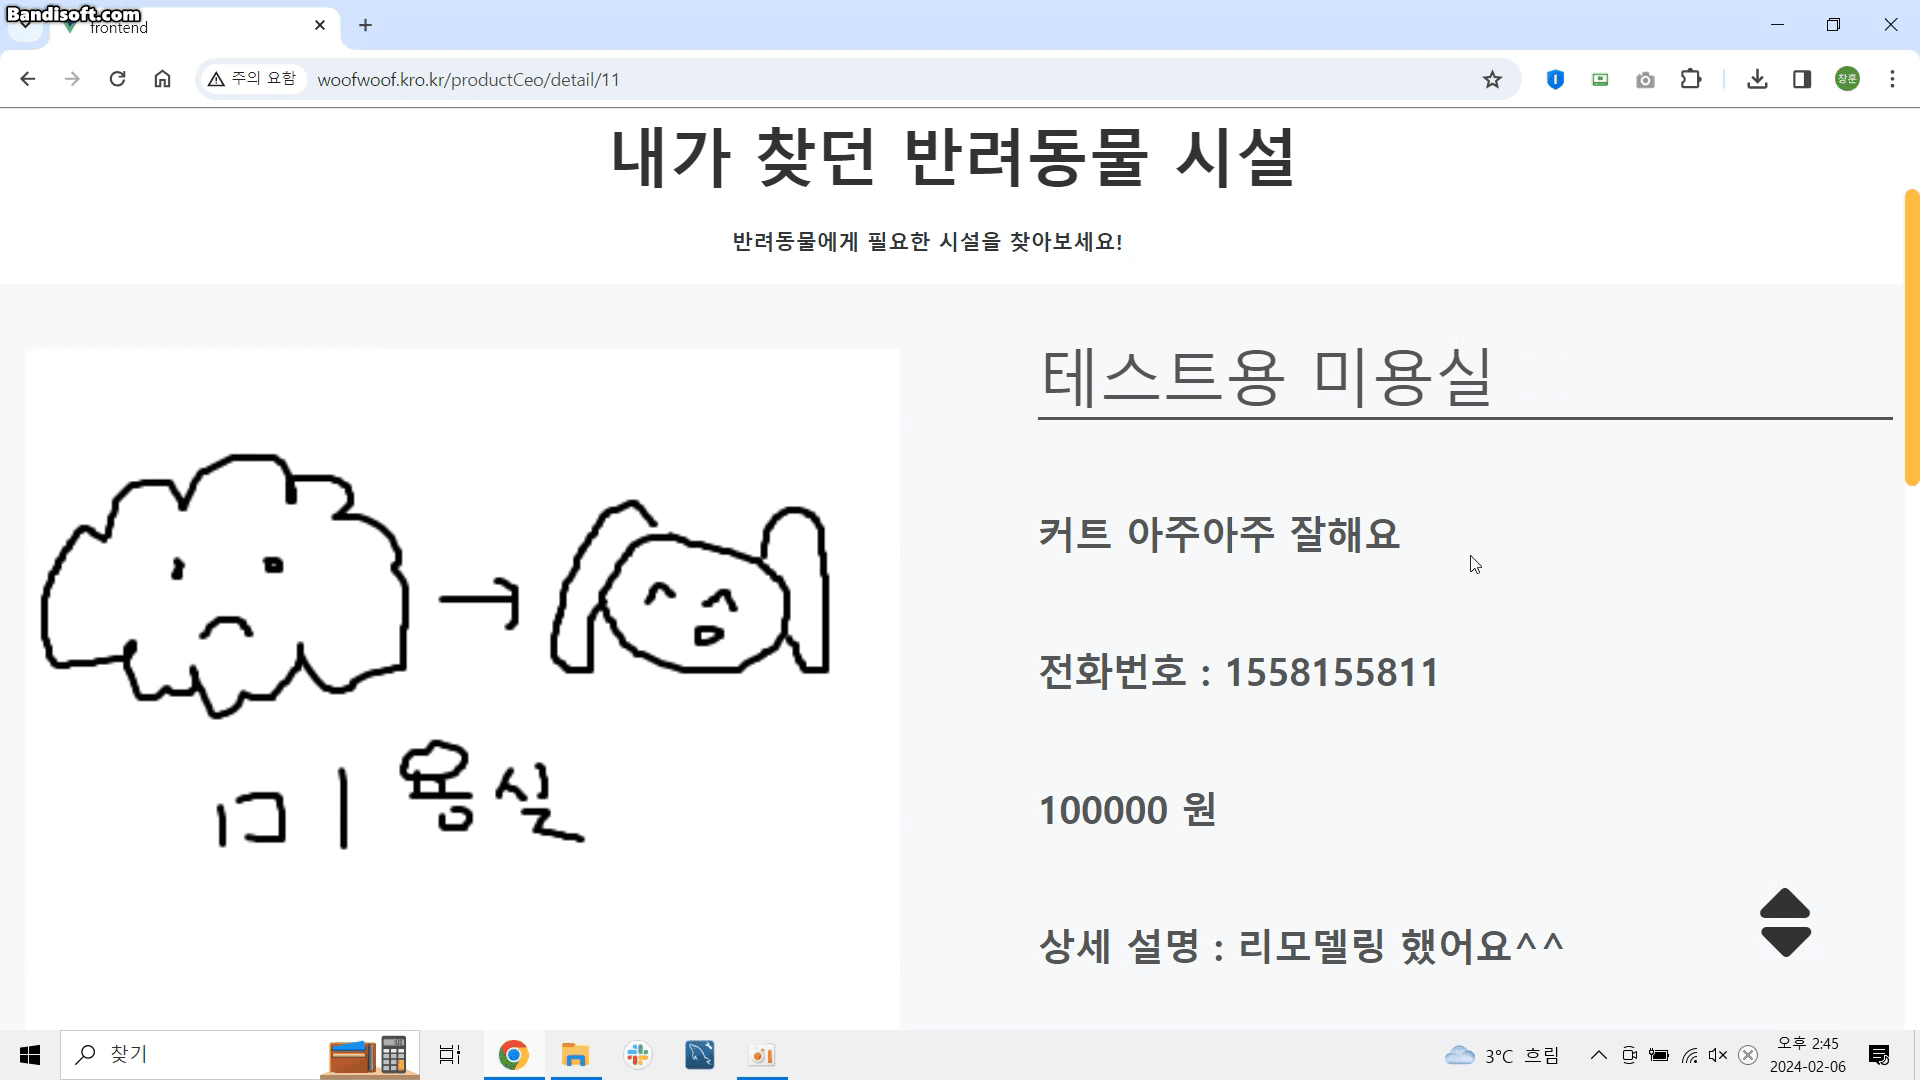 Bandisoft.com
frontend
주의 요함
woofwoof.kro.kr/productCeo/detail/11
창훈
내가 찾던 반려동물 시설
반려동물에게 필요한 시설을 찾아보세요!
테스트용 미용실
커트 아주아주 잘해요
전화번호 : 1558155811
100000 원
상세 설명 : 리모델링 했어요^^
미용실
찾기
3°C 흐림
오후 2:45
2024-02-06